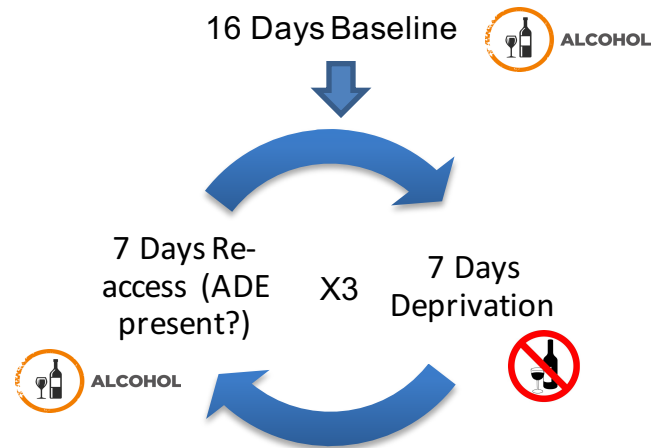 16 Days Baseline
ALCOHOL
7 Days Re-
access (ADE
present?)
X3
7 Days
Deprivation
ALCOHOL